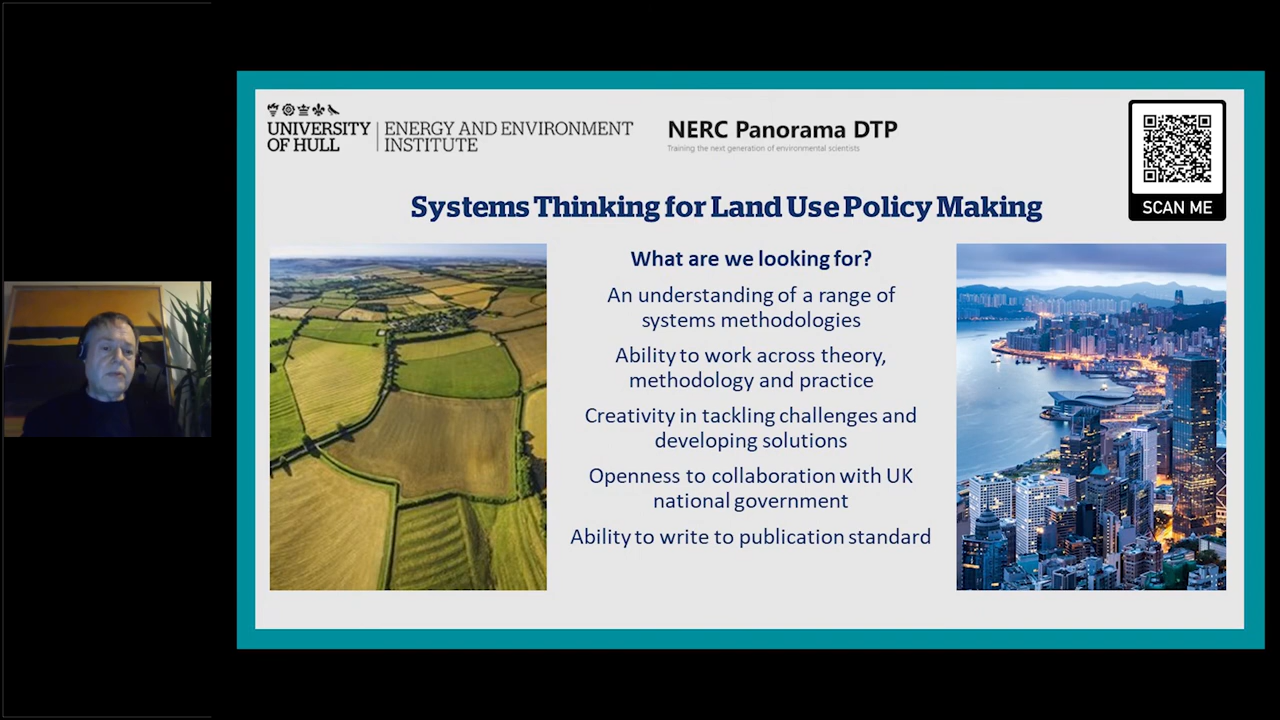 UNIVERSITY
OF HULL
ENERGY AND ENVIRONMENT
INSTITUTE
NERC Panorama DTP
Training the next generation of environmental scientists
SCAN ME
Systems Thinking for Land Use Policy Making
What are we looking for?
An understanding of a range of
systems methodologies
Ability to work across theory,
methodology and practice
Creativity in tackling challenges and
developing solutions
Openness to collaboration with UK
national government
Ability to write to publication standard